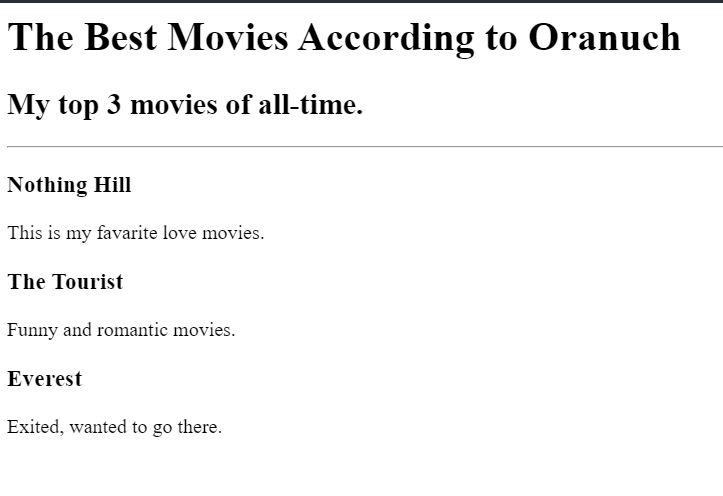 The Best Movies According to Oranuch
My top 3 movies of all-time.
Nothing Hill
This is my favarite love movies.
The Tourist
Funny and romantic movies.
Everest
Exited, wanted to go there.